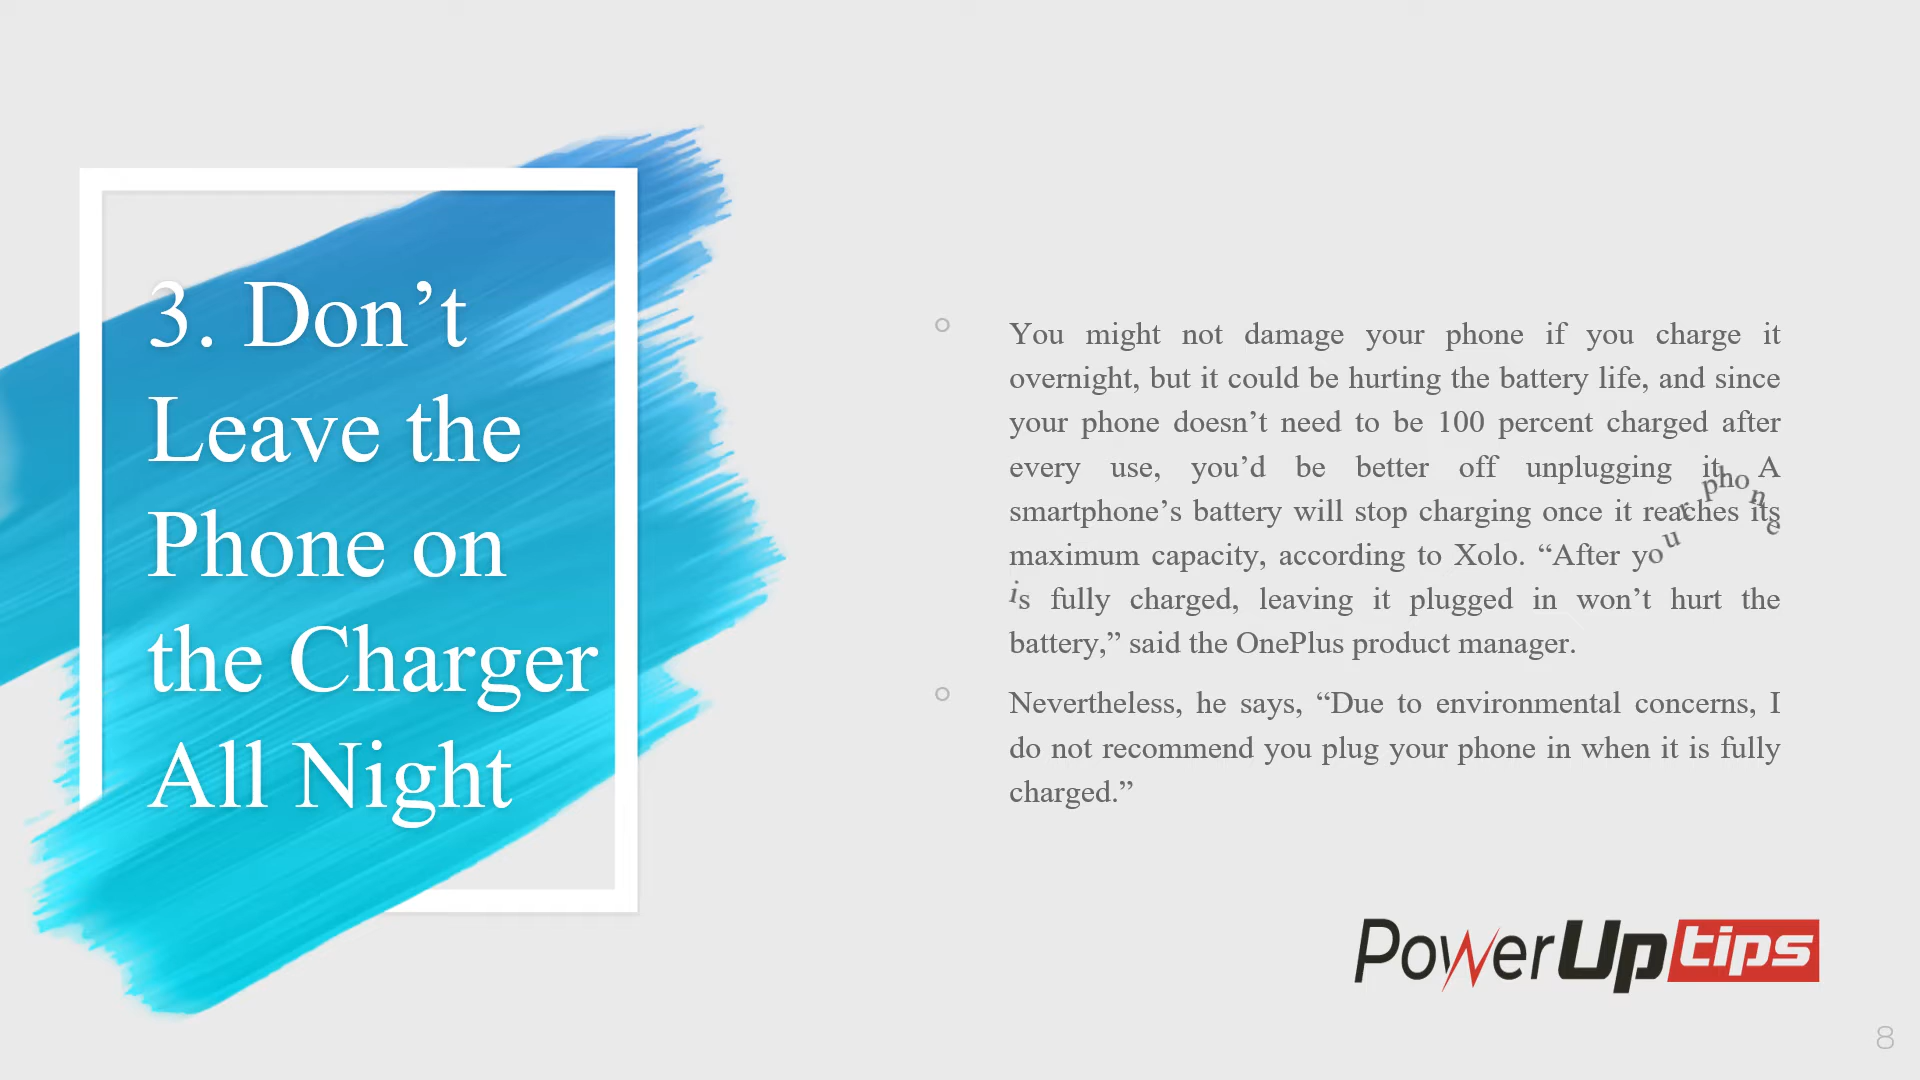 3. Don’t
Leave the
Phone on
the Charger
All Night
You might not damage your phone if you charge it
overnight, but it could be hurting the battery life, and since
your phone doesn’t need to be 100 percent charged after
every use, you’d be better off unplugging it. A
smartphone’s battery will stop charging once it reaches its
maximum capacity, according to Xolo. “After your phone
is fully charged, leaving it plugged in won’t hurt the
battery,” said the OnePlus product manager.
Nevertheless, he says, “Due to environmental concerns, I
do not recommend you plug your phone in when it is fully
charged.”
PowerUp tips
8